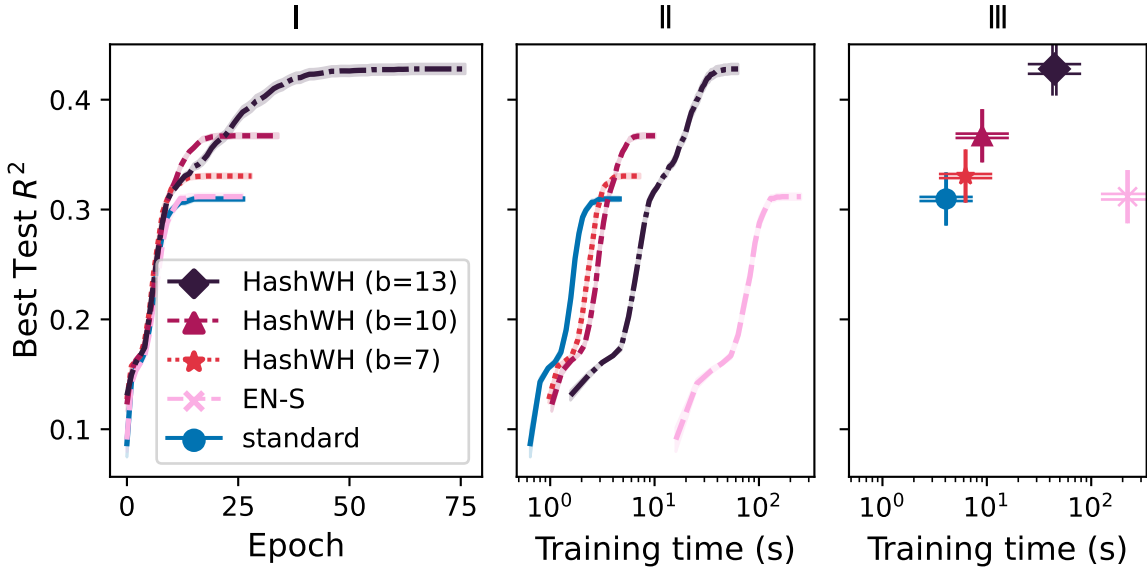 I
II
III
Best Test R²
0.4
0.3
0.2
0.1
HashWH (b=13)
HashWH (b=10)
HashWH (b=7)
EN-S
standard
0
25
50
75
10⁰
10¹
10²
10⁰
10¹
10²
Epoch
Training time (s)
Training time (s)